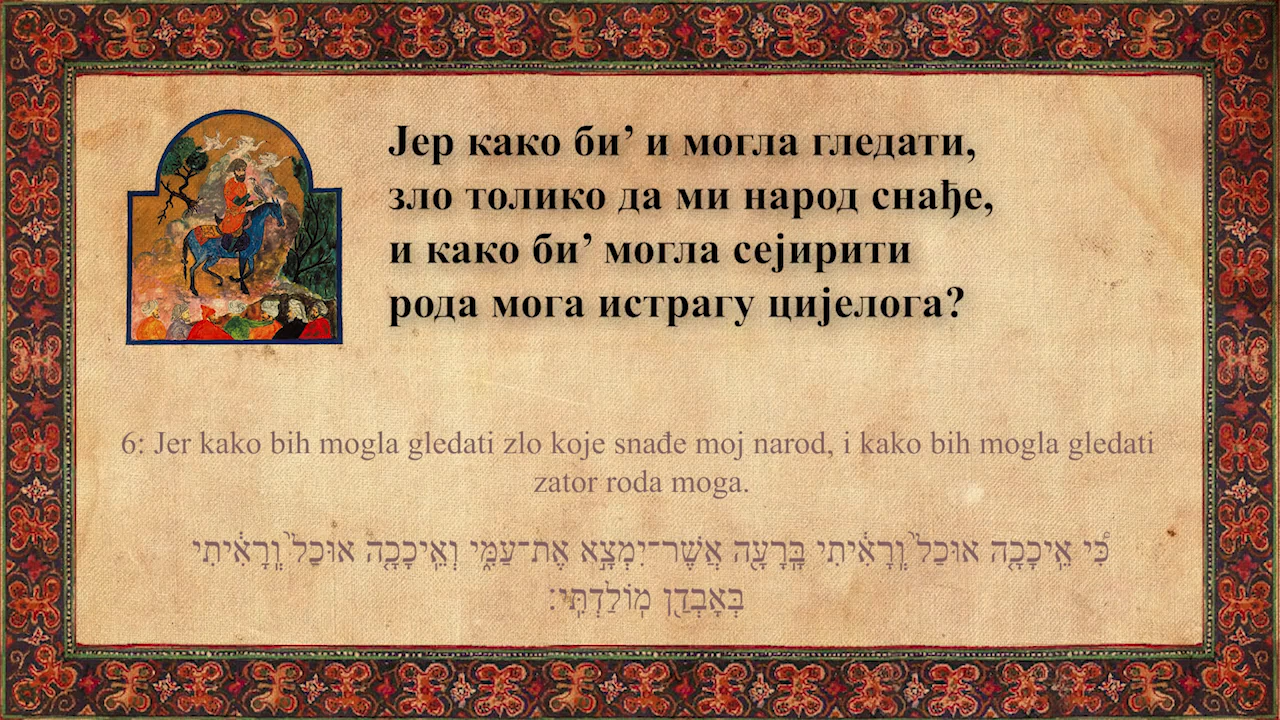 Јер како би’ и могла гледати,
зло толико да ми народ снађе,
и како би’ могла сејирити
рода мога истрагу цијелога?
6: Jer kako bih mogla gledati zlo koje snađe moj narod, i kako bih mogla gledati
zator roda moga.
כִּ֠י אֵיכָכָ֤ה אוּכַל֙ וְֽרָאִ֔יתִי בָּרָעָ֖ה אֲשֶׁר־יִמְצָ֣א אֶת־עַמִּ֑י וְאֵֽיכָכָ֤ה אוּכַל֙ וְֽרָאִ֔יתִי
בְּאָבְדַ֖ן מוֹלַדְתִּֽי׃